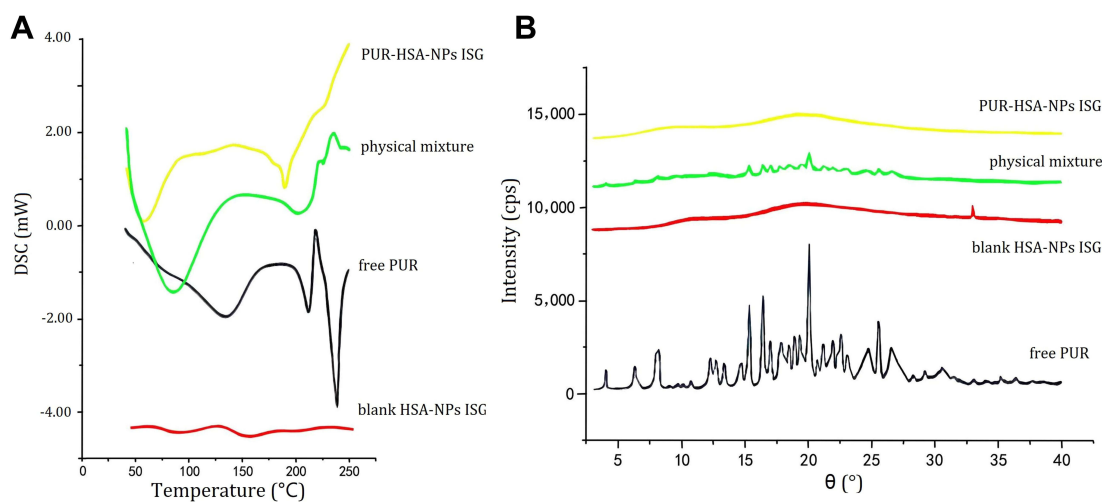 A
4.00
2.00
0.00
-2.00
-4.00
DSC (mW)
PUR-HSA-NPs ISG
physical mixture
free PUR
blank HSA-NPs ISG
0
50
100
150
200
250
Temperature (°C)
B
15,000
10,000
5,000
0
Intensity (cps)
PUR-HSA-NPs ISG
physical mixture
blank HSA-NPs ISG
free PUR
5
10
15
20
25
30
35
40
θ (°)